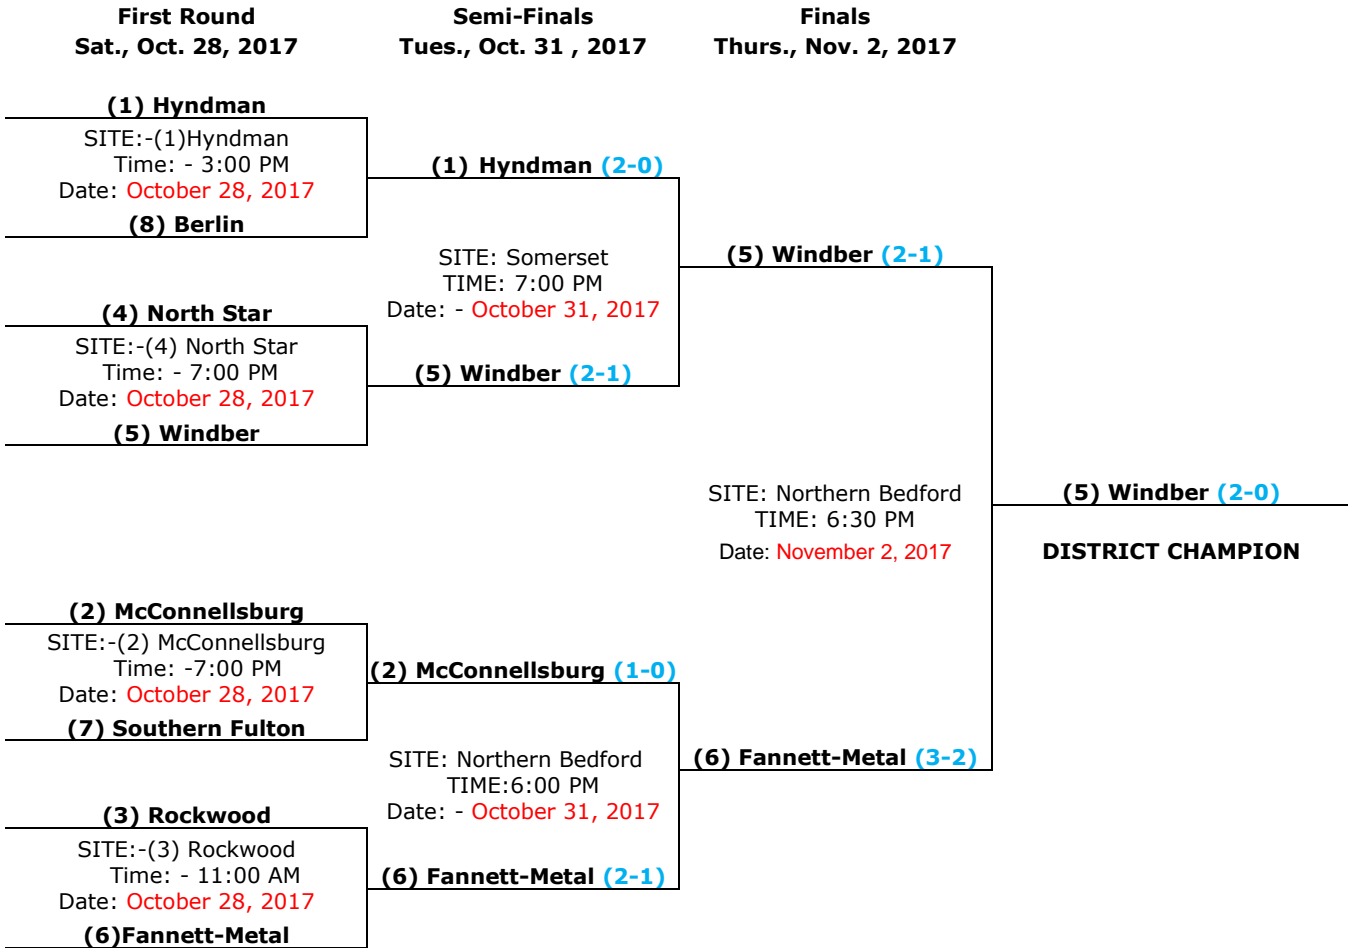 First Round
Sat., Oct. 28, 2017
Semi-Finals
Tues., Oct. 31 , 2017
Finals
Thurs., Nov. 2, 2017
(1) Hyndman
SITE:-(1)Hyndman
Time: - 3:00 PM
Date: October 28, 2017
(8) Berlin
(4) North Star
SITE:-(4) North Star
Time: - 7:00 PM
Date: October 28, 2017
(5) Windber
(2) McConnellsburg
SITE:-(2) McConnellsburg
Time: -7:00 PM
Date: October 28, 2017
(7) Southern Fulton
(3) Rockwood
SITE:-(3) Rockwood
Time: - 11:00 AM
Date: October 28, 2017
(6)Fannett-Metal
(1) Hyndman (2-0)
SITE: Somerset
TIME: 7:00 PM
Date: - October 31, 2017
(5) Windber (2-1)
(2) McConnellsburg (1-0)
SITE: Northern Bedford
TIME:6:00 PM
Date: - October 31, 2017
(6) Fannett-Metal (2-1)
(5) Windber (2-1)
SITE: Northern Bedford
TIME: 6:30 PM
Date: November 2, 2017
(6) Fannett-Metal (3-2)
(5) Windber (2-0)
DISTRICT CHAMPION